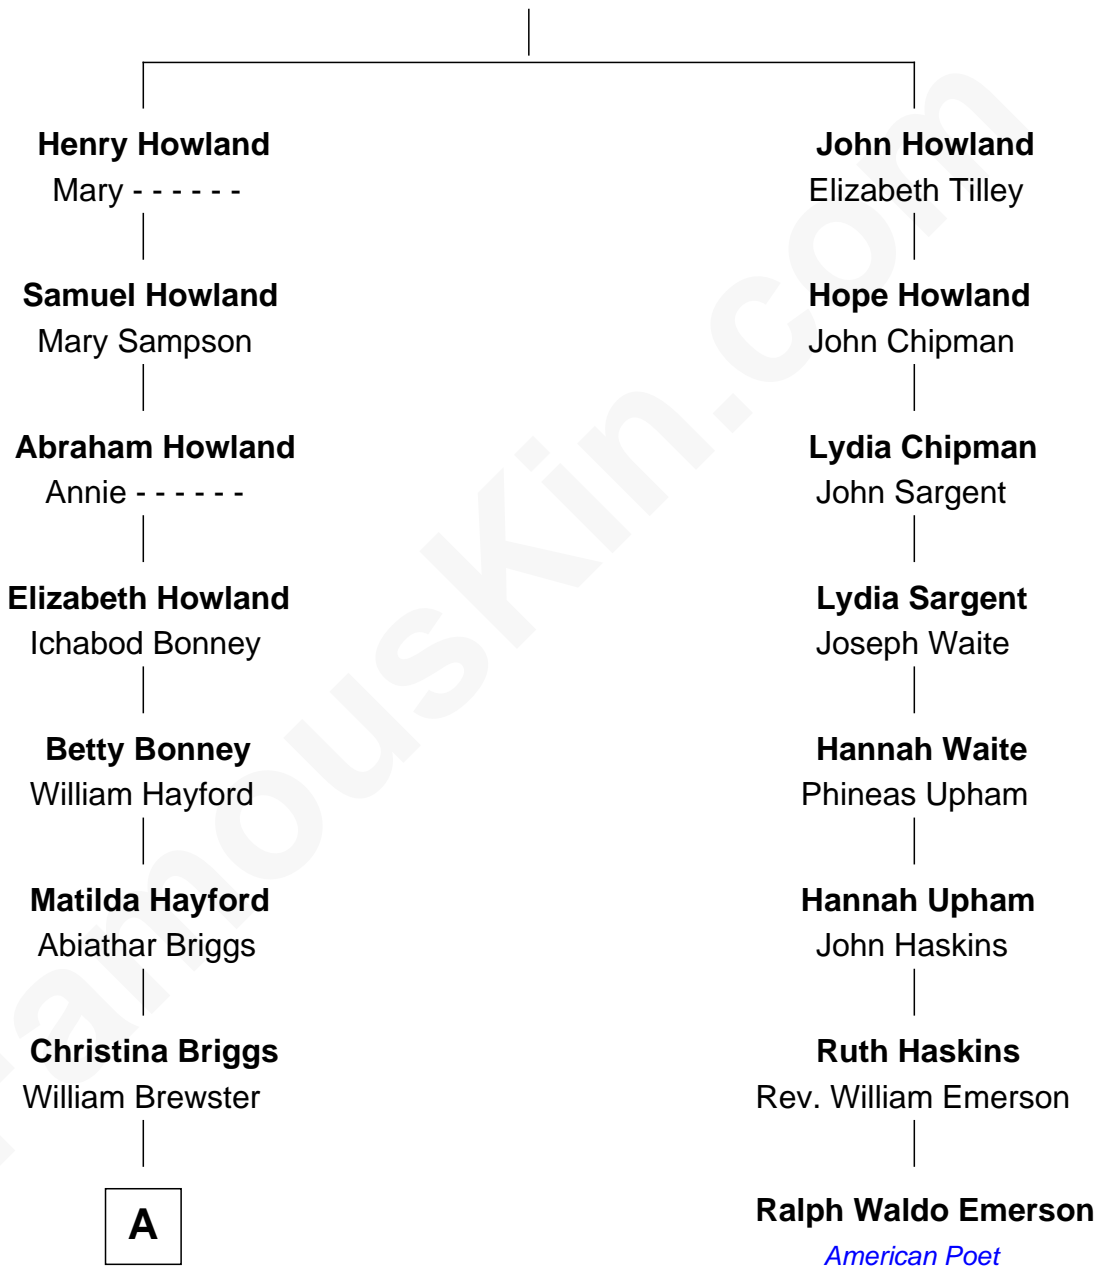 Henry Howland
Mary - - - - - -
Samuel Howland
Mary Sampson
Abraham Howland
Annie - - - - - -
Elizabeth Howland
Ichabod Bonney
Betty Bonney
William Hayford
Matilda Hayford
Abiathar Briggs
Christina Briggs
William Brewster
A
John Howland
Elizabeth Tilley
Hope Howland
John Chipman
Lydia Chipman
John Sargent
Lydia Sargent
Joseph Waite
Hannah Waite
Phineas Upham
Hannah Upham
John Haskins
Ruth Haskins
Rev. William Emerson
Ralph Waldo Emerson
American Poet
FamousKin.com